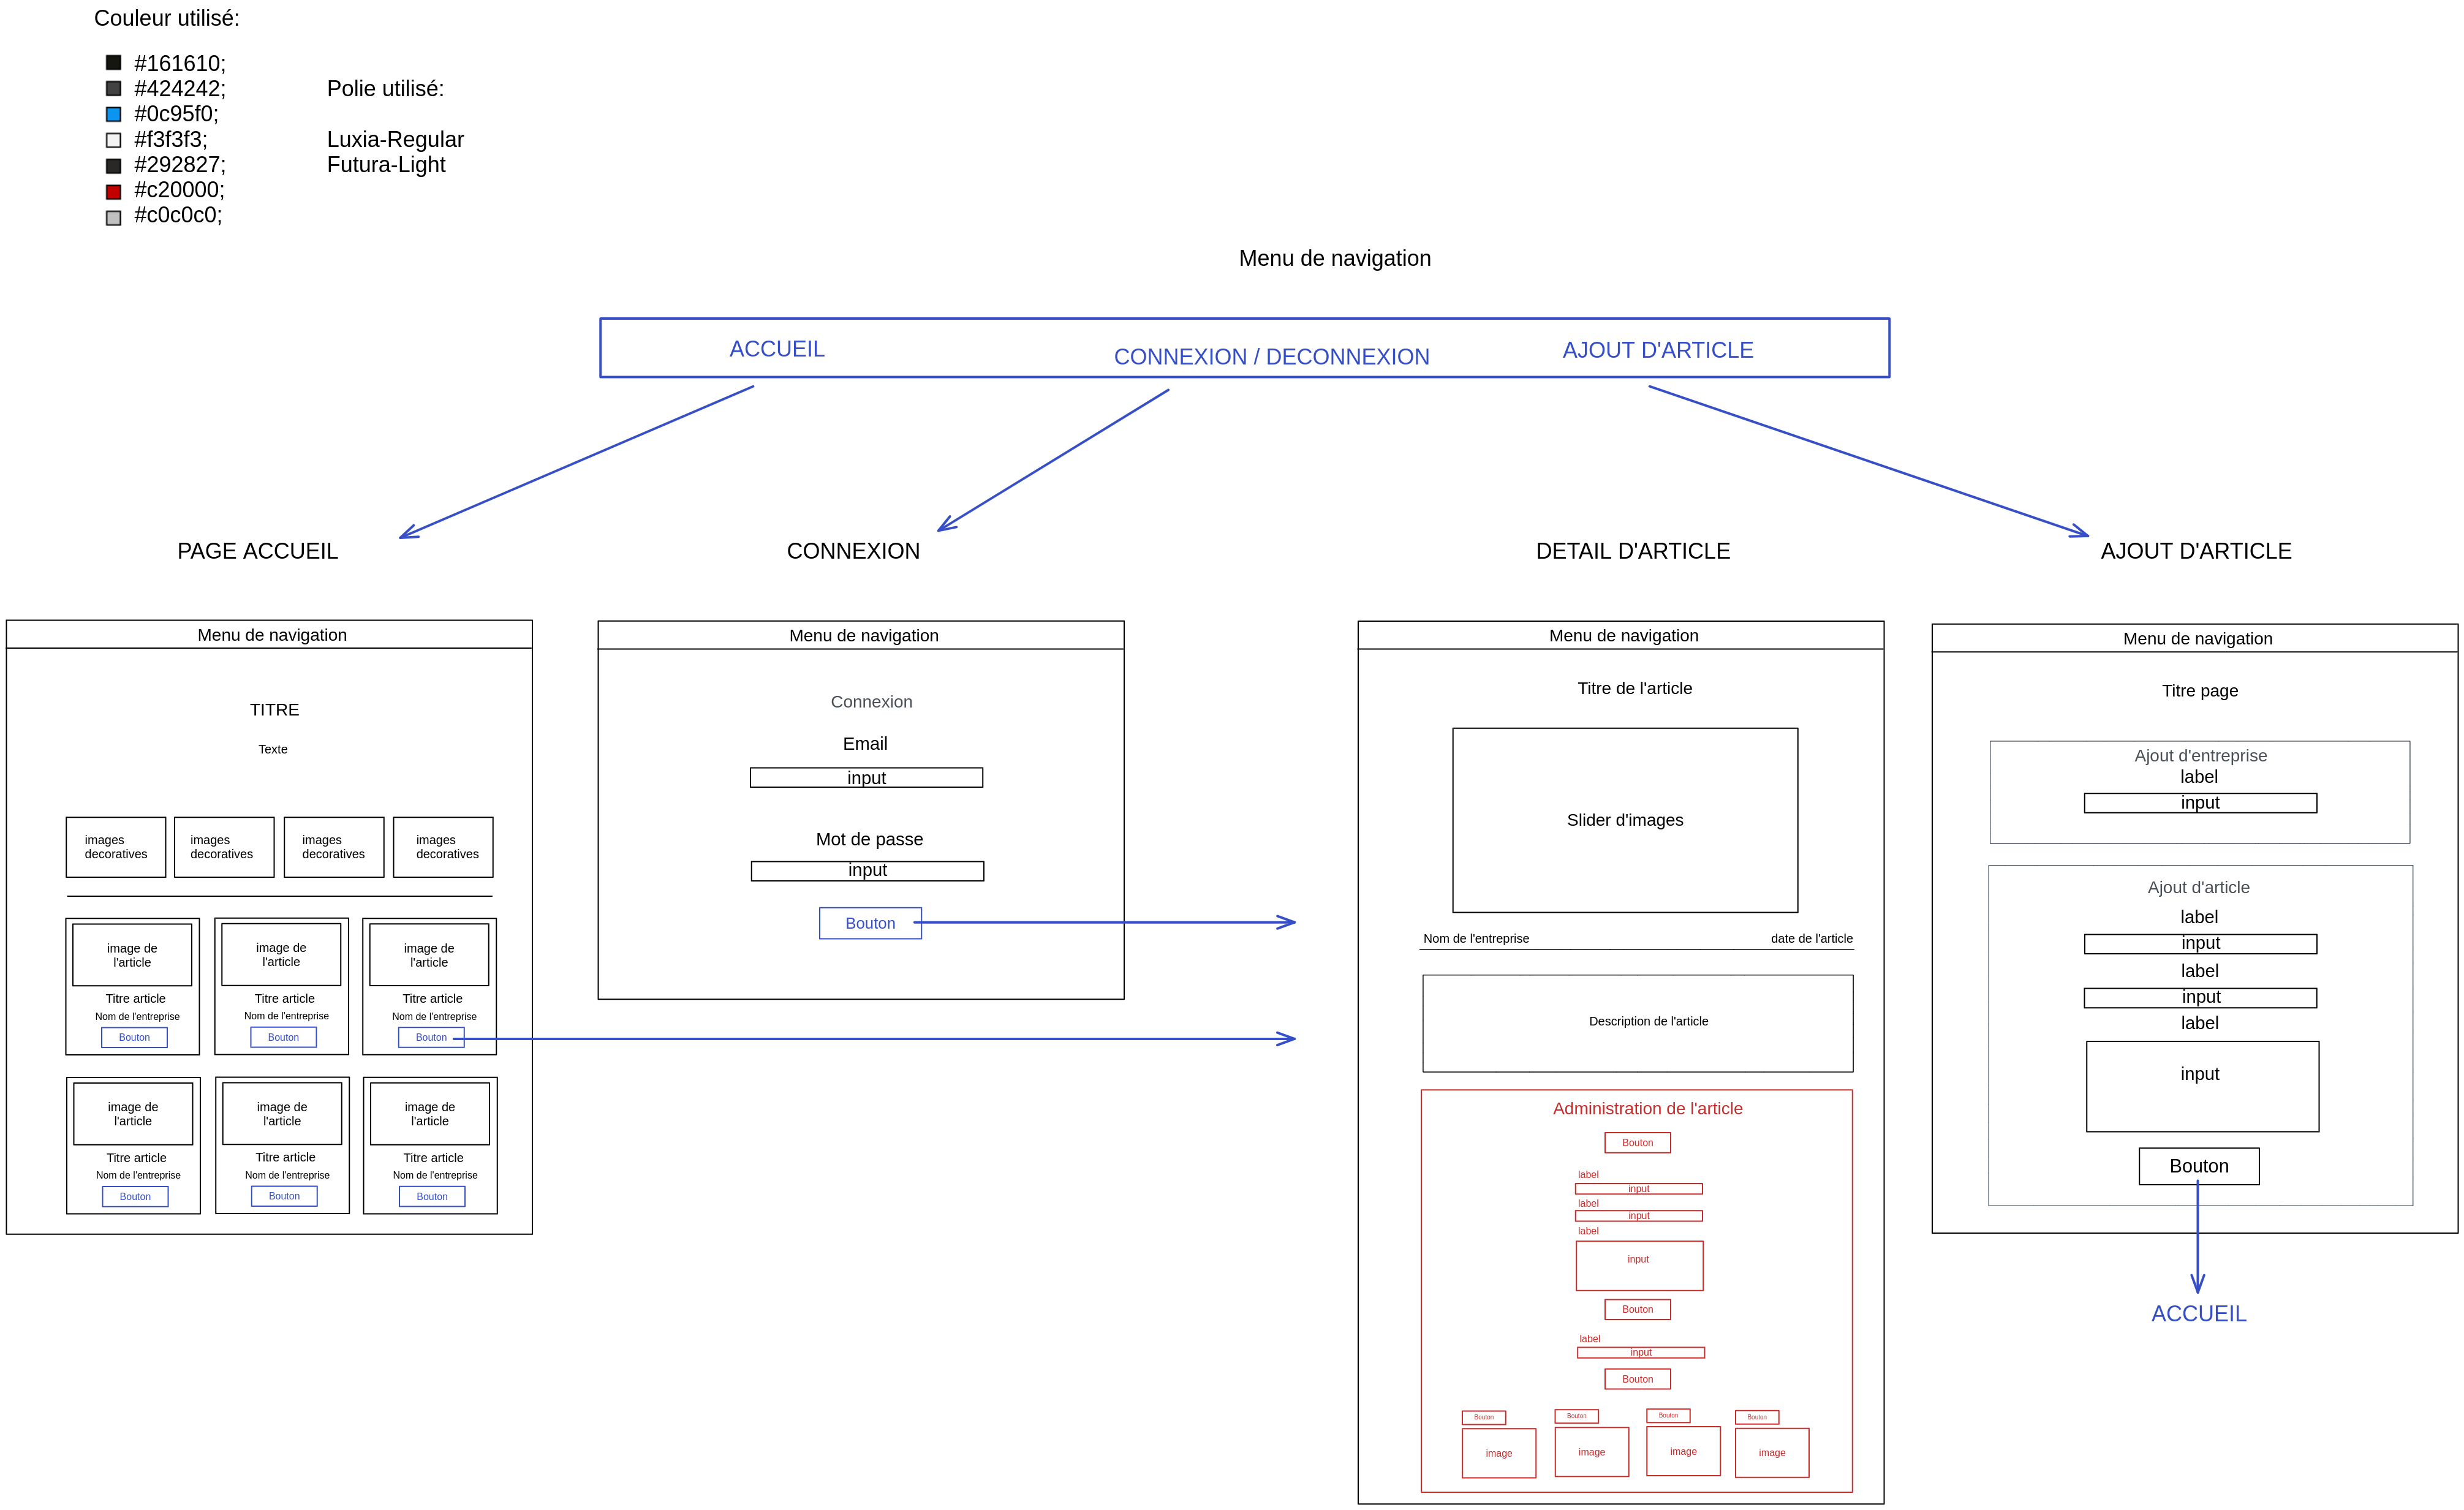 Couleur utilisé:
#161610;
#424242;
#0c95f0;
#f3f3f3;
#292827;
#c20000;
#c0c0c0;
Polie utilisé:
Luxia-Regular
Futura-Light
Menu de navigation
ACCUEIL
CONNEXION / DECONNEXION
AJOUT D'ARTICLE
PAGE ACCUEIL
CONNEXION
DETAIL D'ARTICLE
AJOUT D'ARTICLE
Menu de navigation
TITRE
Texte
images
decoratives
images
decoratives
images
decoratives
images
decoratives
image de
l'article
Titre article
Nom de l'entreprise
Bouton
image de
l'article
Titre article
Nom de l'entreprise
Bouton
image de
l'article
Titre article
Nom de l'entreprise
Bouton
image de
l'article
Titre article
Nom de l'entreprise
Bouton
image de
l'article
Titre article
Nom de l'entreprise
Bouton
image de
l'article
Titre article
Nom de l'entreprise
Bouton
Menu de navigation
Connexion
Email
input
Mot de passe
input
Bouton
Menu de navigation
Titre de l'article
Slider d'images
Nom de l'entreprise
date de l'article
Description de l'article
Administration de l'article
Bouton
label
input
label
input
label
input
Bouton
label
input
Bouton
Bouton
Bouton
Bouton
Bouton
image
image
image
image
Menu de navigation
Titre page
Ajout d'entreprise
label
input
Ajout d'article
label
input
label
input
label
input
Bouton
ACCUEIL